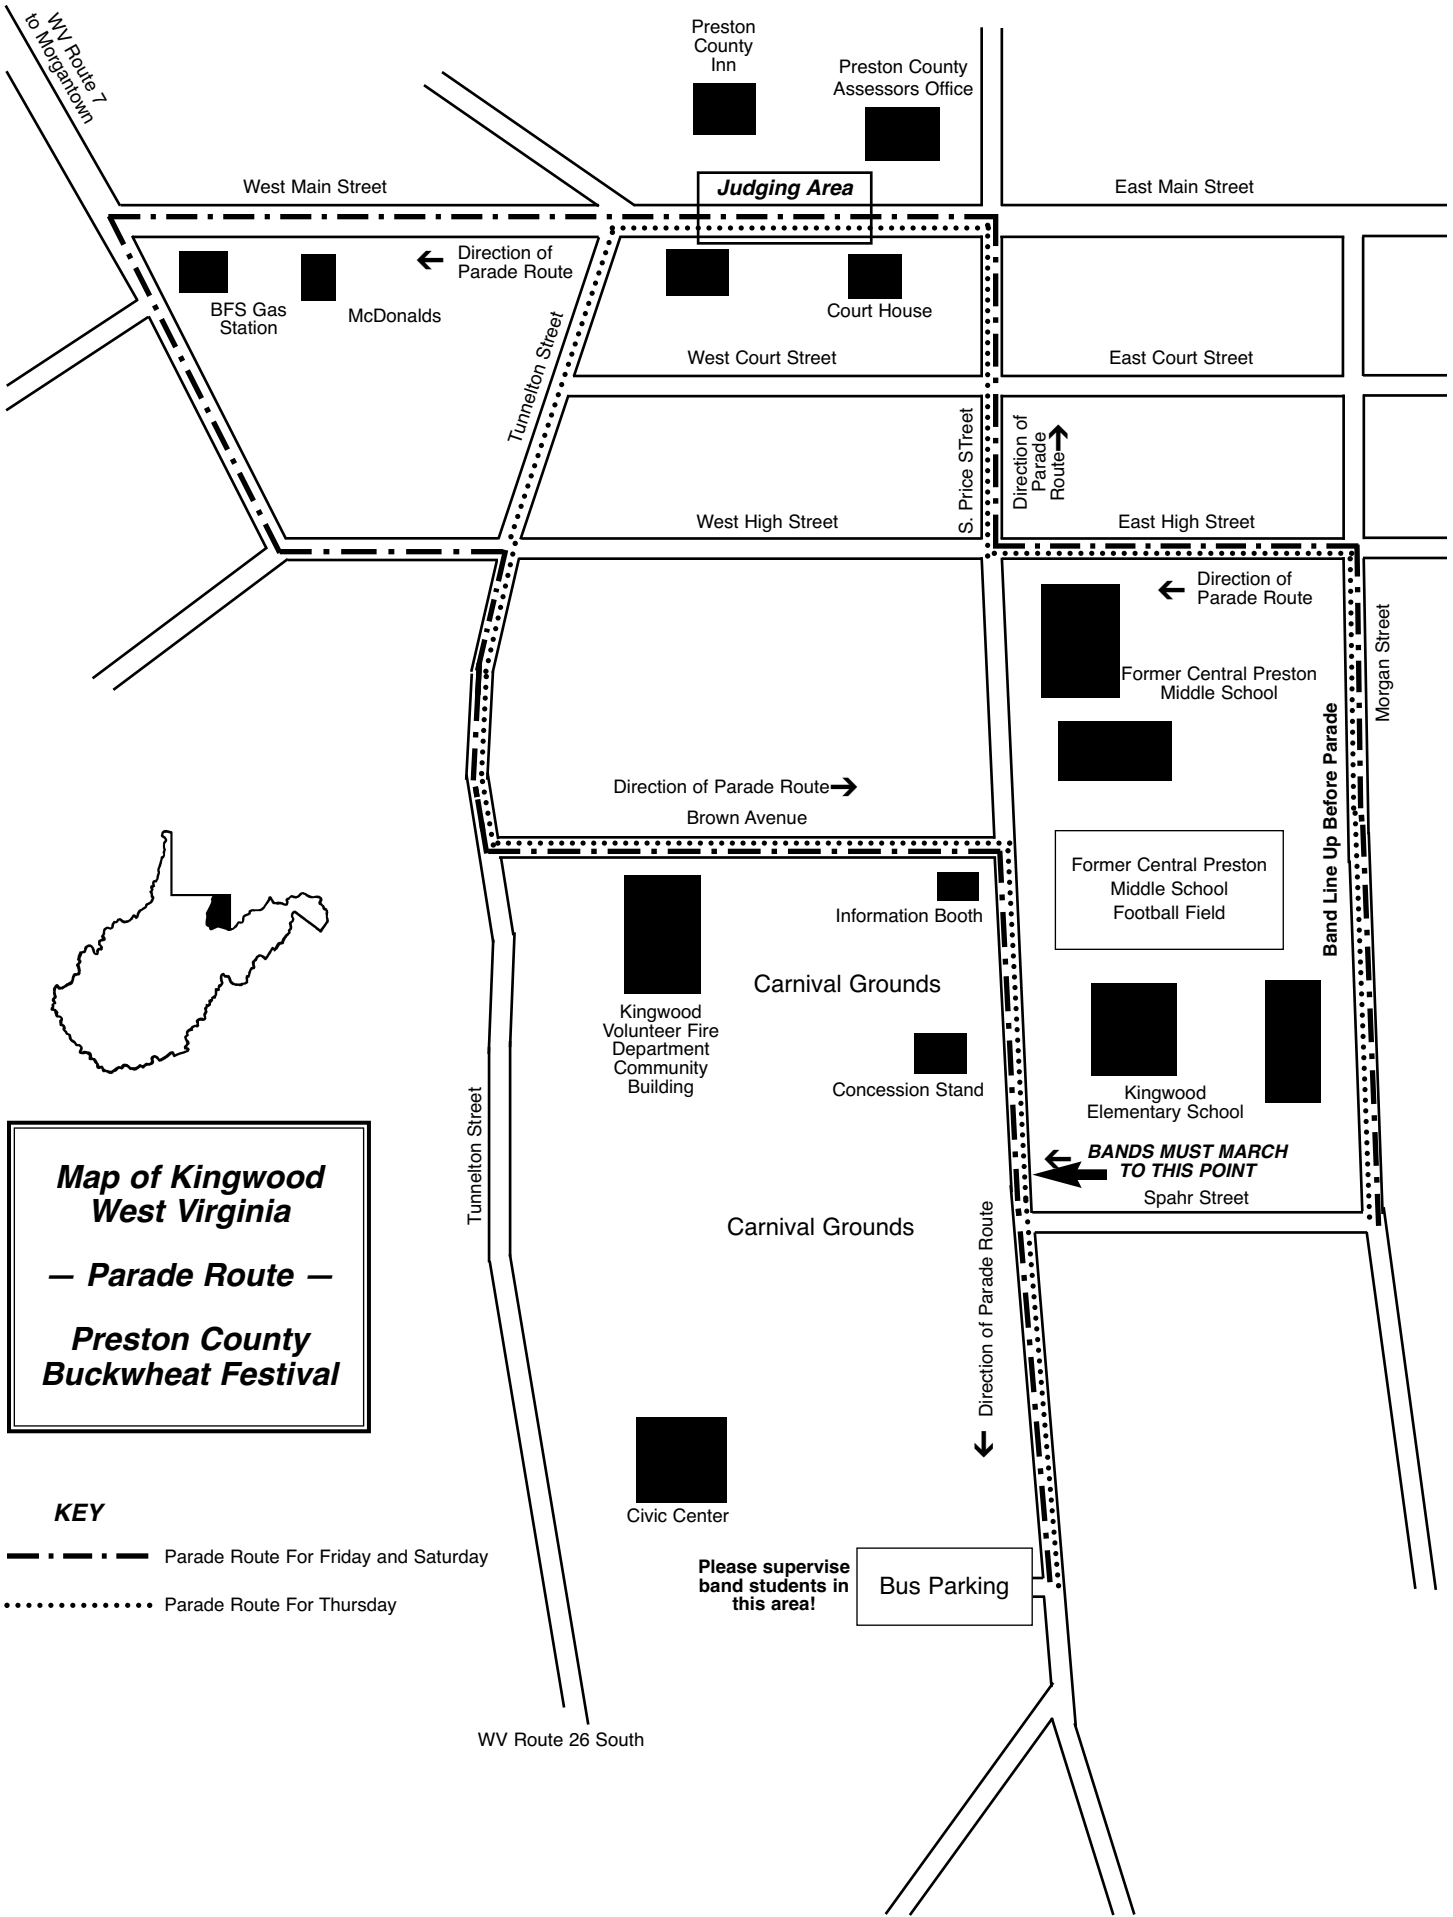 WV Route 7
to Morgantown
Preston
County
Inn
Preston County
Assessors Office
West Main Street
Judging Area
East Main Street
Direction of
Parade Route
BFS Gas
Station
McDonalds
Court House
Tunnelton Street
West Court Street
East Court Street
S. Price STreet
Direction of
Parade
Route
West High Street
East High Street
Direction of
Parade Route
Morgan Street
Former Central Preston
Middle School
Band Line Up Before Parade
Direction of Parade Route
Brown Avenue
Former Central Preston
Middle School
Football Field
Information Booth
Carnival Grounds
Kingwood
Volunteer Fire
Department
Community
Building
Concession Stand
Kingwood
Elementary School
Tunnelton Street
BANDS MUST MARCH
TO THIS POINT
Spahr Street
Carnival Grounds
Direction of Parade Route
Map of Kingwood
West Virginia
— Parade Route —
Preston County
Buckwheat Festival
Civic Center
KEY
Parade Route For Friday and Saturday
Parade Route For Thursday
Please supervise
band students in
this area!
Bus Parking
WV Route 26 South